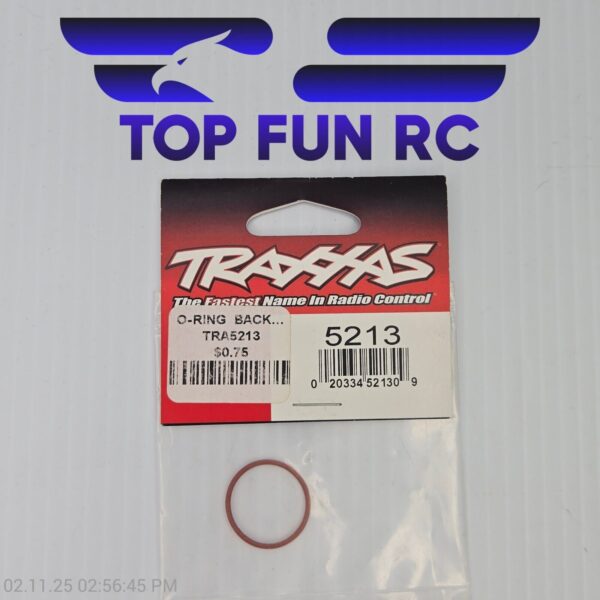 TOP FUN RC
TRAXXAS
The Fastest Name In Radio Control
O-RING BACK...
TRA5213
$0.75
5213
0 20334 52130 9
02.11.25 02:56:45 PM